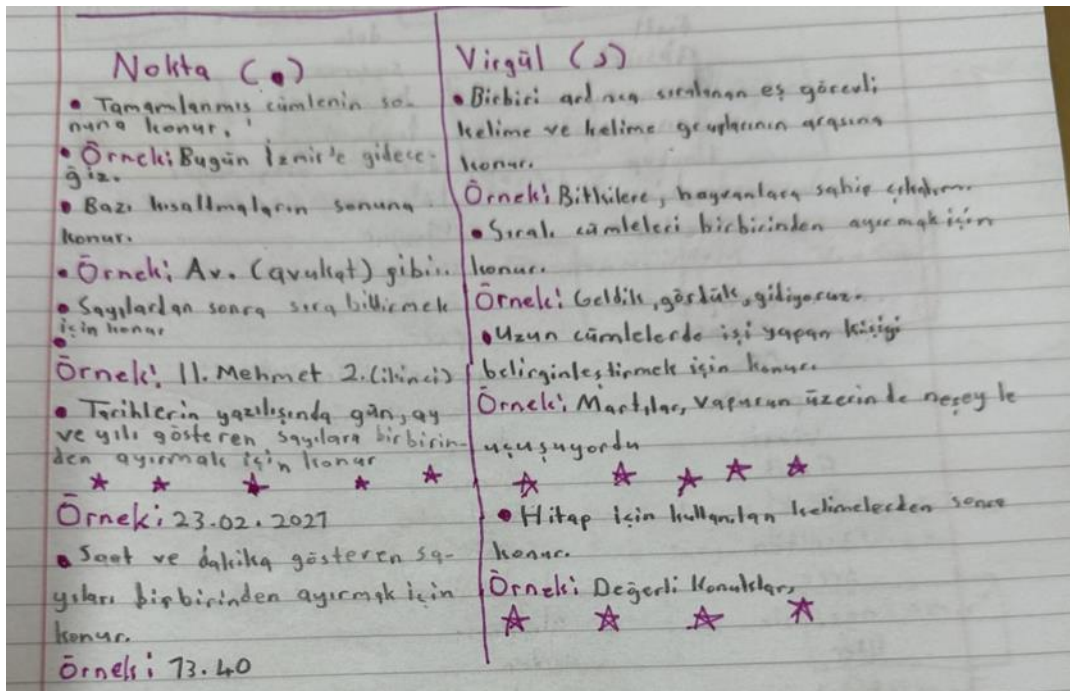 Nokta (.)
• Tamamlanmış cümlenin so-
nuna konur.
• Örnek: Bugün İzmir'e gidece-
ğiz.
• Bazı kısaltmaların sonuna
konur.
• Örnek: Av. (avukat) gibi..
• Sayılardan sonra sıra bildirmek
için konur
•
Örnek: II. Mehmet 2. (ikinci)
• Tarihlerin yazılışında gün, ay
ve yılı gösteren sayıları birbirin-
den ayırmak için konur
Örnek: 23.02.2021
• Saat ve dakika gösteren sa-
yıları birbirinden ayırmak için
konur.
Örnek: 13.40
Virgül (,)
• Birbiri ardınca sıralanan eş görevli
kelime ve kelime gruplarının arasına
konur.
Örnek: Bitkilere, hayvanlara sahip çıkalım.
• Sıralı cümleleri birbirinden ayırmak için
konur.
Örnek: Geldik, gördük, gidiyoruz.
• Uzun cümlelerde işi yapan kişiyi
belirginleştirmek için konur.
Örnek: Martılar, vapurun üzerinde neşeyle
uçuşuyordu
• Hitap için kullanılan kelimelerden sonra
konur.
Örnek: Değerli Konuklar,